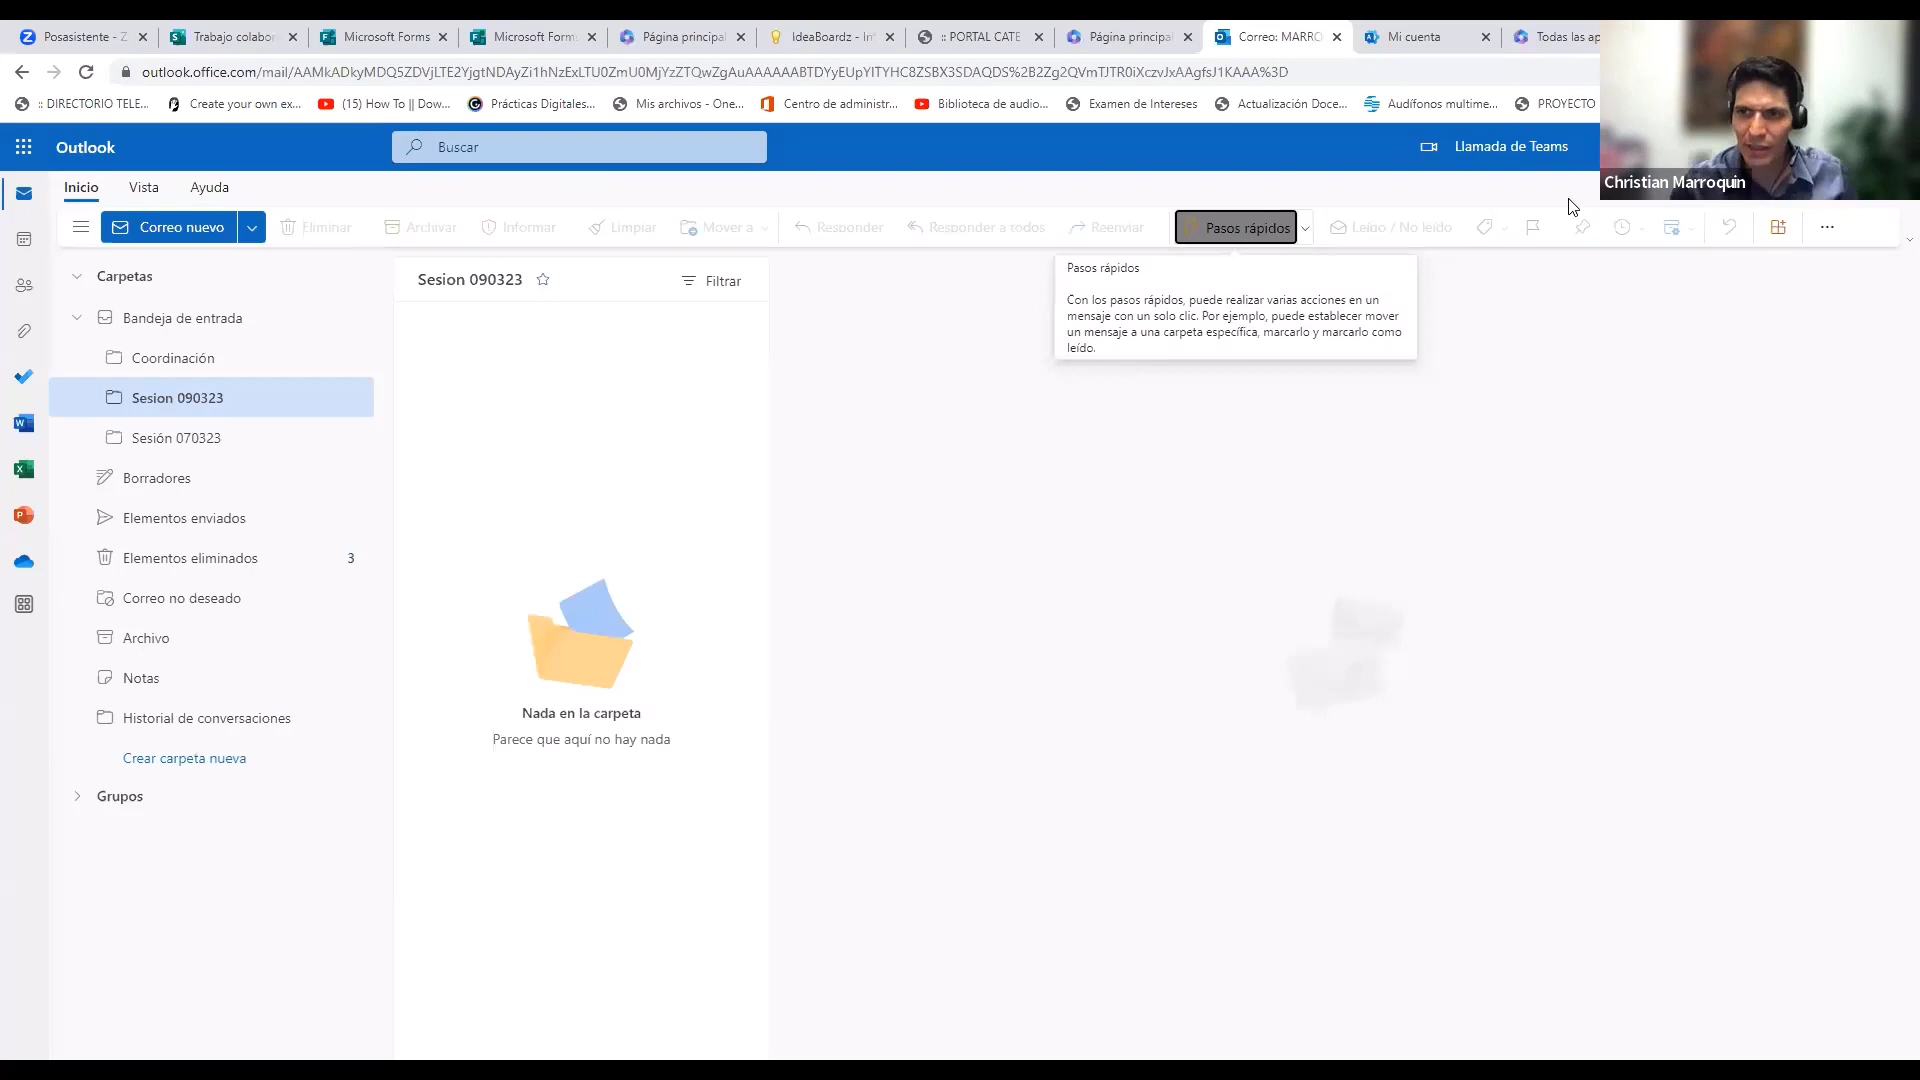 Posasistente - Z
Trabajo colabor
Microsoft Forms
Microsoft Forms
Página principal
IdeaBoardz - Int
:: PORTAL CATE
Página principal
Correo: MARRO
Mi cuenta
Todas las ap
outlook.office.com/mail/AAMkADkyMDQ5ZDVjLTE2YjgtNDAyZi1hNzExLTU0ZmU0MjYzZTQwZgAuAAAAAABTDYyEUpYITYHC8ZSBX3SDAQDS%2B2Zg2QVmTJTR0iXczvJxAAgfsJ1KAAA%3D
:: DIRECTORIO TELE...
Create your own ex...
(15) How To || Dow...
Prácticas Digitales...
Mis archivos - One...
Centro de administr...
Biblioteca de audio...
Examen de Intereses
Actualización Doce...
Audífonos multime...
PROYECTO
Christian Marroquin
Outlook
Buscar
Llamada de Teams
Inicio
Vista
Ayuda
Correo nuevo
Eliminar
Archivar
Informar
Limpiar
Mover a
Responder
Responder a todos
Reenviar
Pasos rápidos
Leído / No leído
Carpetas
Bandeja de entrada
Coordinación
Sesion 090323
Sesión 070323
Borradores
Elementos enviados
Elementos eliminados 3
Correo no deseado
Archivo
Notas
Historial de conversaciones
Crear carpeta nueva
Grupos
Sesion 090323
Filtrar
Nada en la carpeta
Parece que aquí no hay nada
Pasos rápidos
Con los pasos rápidos, puede realizar varias acciones en un
mensaje con un solo clic. Por ejemplo, puede establecer mover
un mensaje a una carpeta específica, marcarlo y marcarlo como
leído.